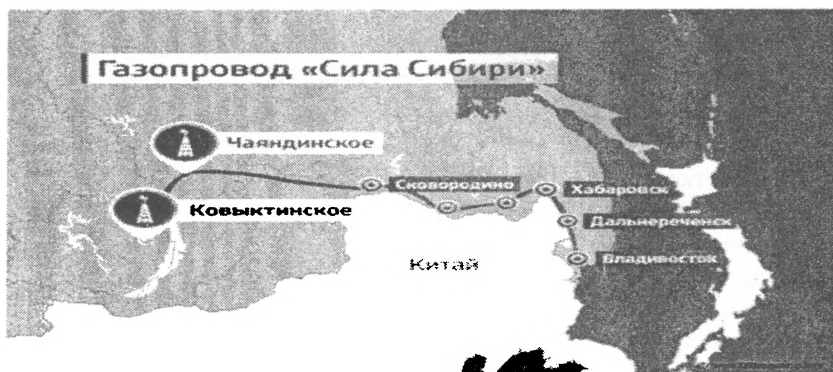 Газопровод «Сила Сибири»
Чаяндинское
Сковородино
Хабаровск
Ковыктинское
Дальнереченск
Китай
Владивосток